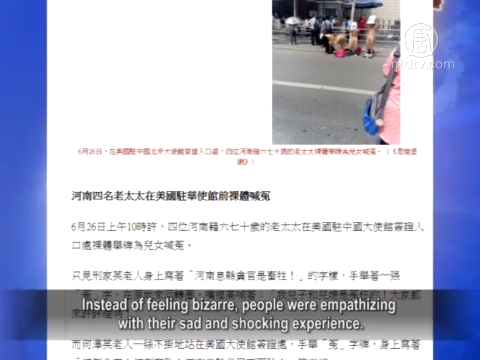 ntdtv.com
6月26日，在美國駐中國北京大使館簽證入口處，四位河南籍六七十歲的老太太裸體舉牌為兒女喊冤。（《思維堡
網》）
河南四名老太太在美國駐華使館前裸體喊冤
6月26日上午10時許，四位河南籍六七十歲的老太太在美國駐中國大使館簽證入
口處裸體舉牌為兒女喊冤。
只見刑家英老人身上寫著「河南息縣貪官是畜牲！」的字樣，手舉著一張
Instead of feeling bizarre, people were empathizing
with their sad and shocking experience.
而何澤英老人一絲不掛地站在美國大使館簽證處，手舉「冤」字牌，身上寫著